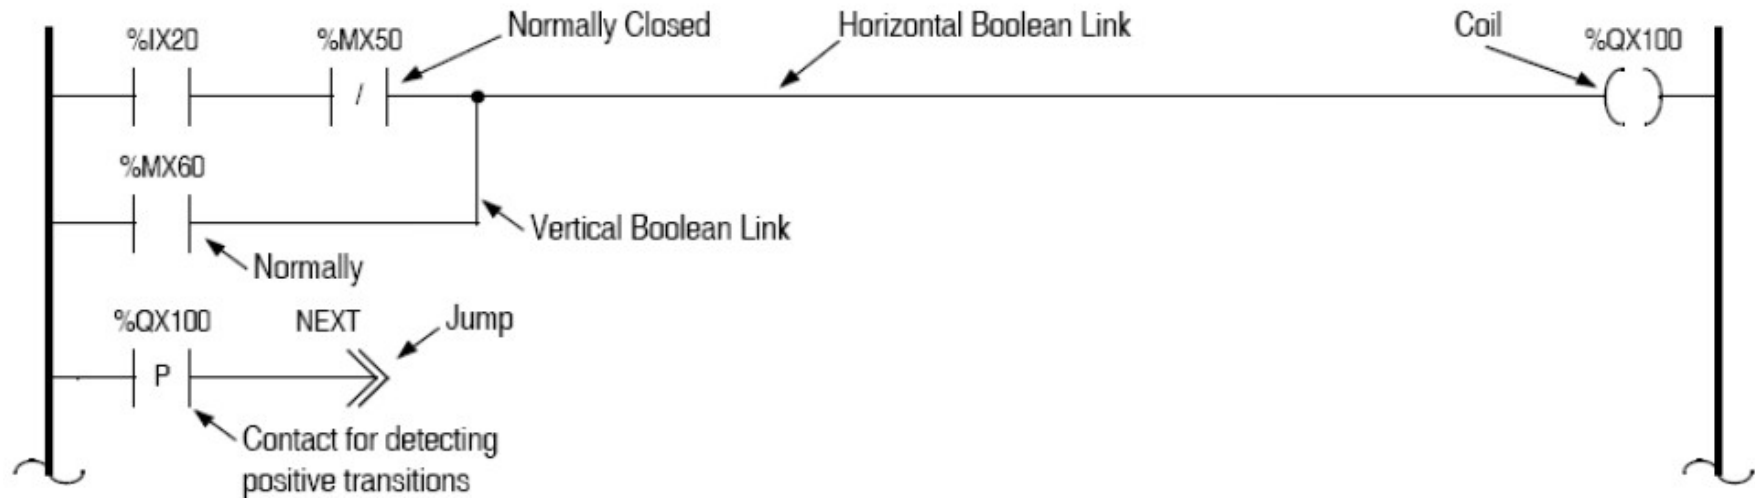 %IX20
%MX50
Normally Closed
Horizontal Boolean Link
Coil
%QX100
/
%MX60
Vertical Boolean Link
Normally
%QX100
NEXT
Jump
P
Contact for detecting
positive transitions